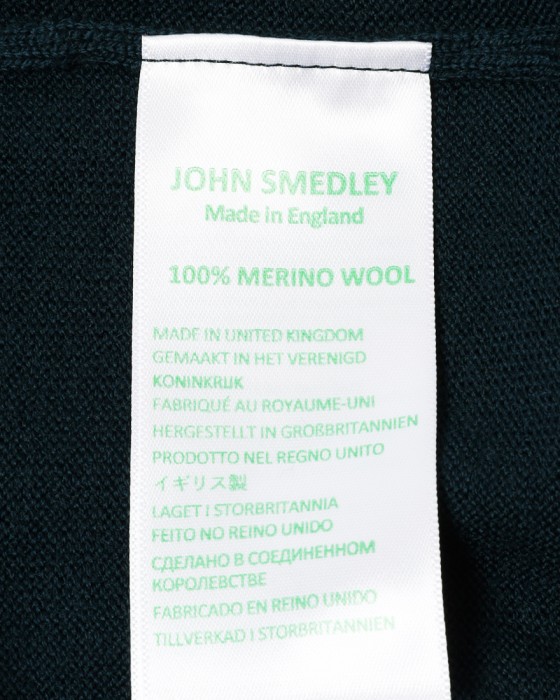 JOHN SMEDLEY
Made in England
100% MERINO WOOL
MADE IN UNITED KINGDOM
GEMAAKT IN HET VERENIGD
KONINKRIJK
FABRIQUÉ AU ROYAUME-UNI
HERGESTELLT IN GROßBRITANNIEN
PRODOTTO NEL REGNO UNITO
イギリス製
LAGET I STORBRITANNIA
FEITO NO REINO UNIDO
СДЕЛАНО В СОЕДИНЕННОМ
КОРОЛЕВСТВЕ
FABRICADO EN REINO UNIDO
TILLVERKAD I STORBRITANNIEN